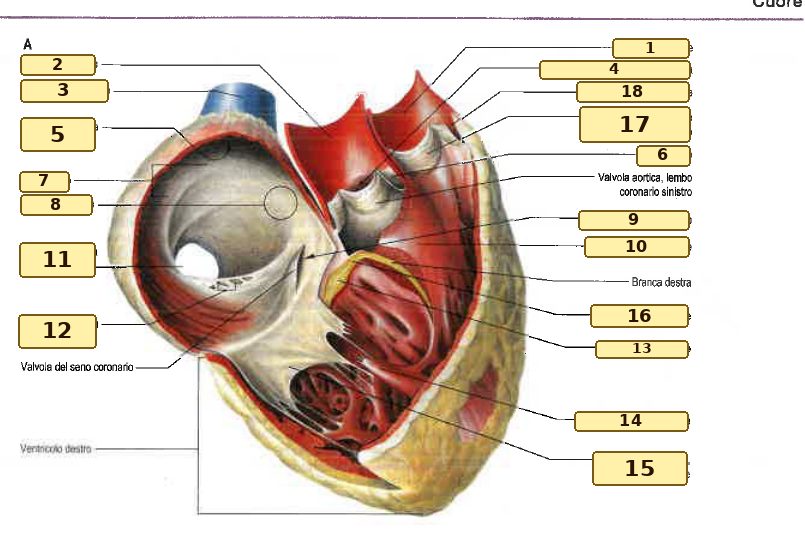 Cuore
A
1
2
4
3
18
17
5
6
7
Valvola aortica, lembo
coronario sinistro
8
9
10
11
Branca destra
16
12
13
Valvola del seno coronario
14
Ventricolo destro
15